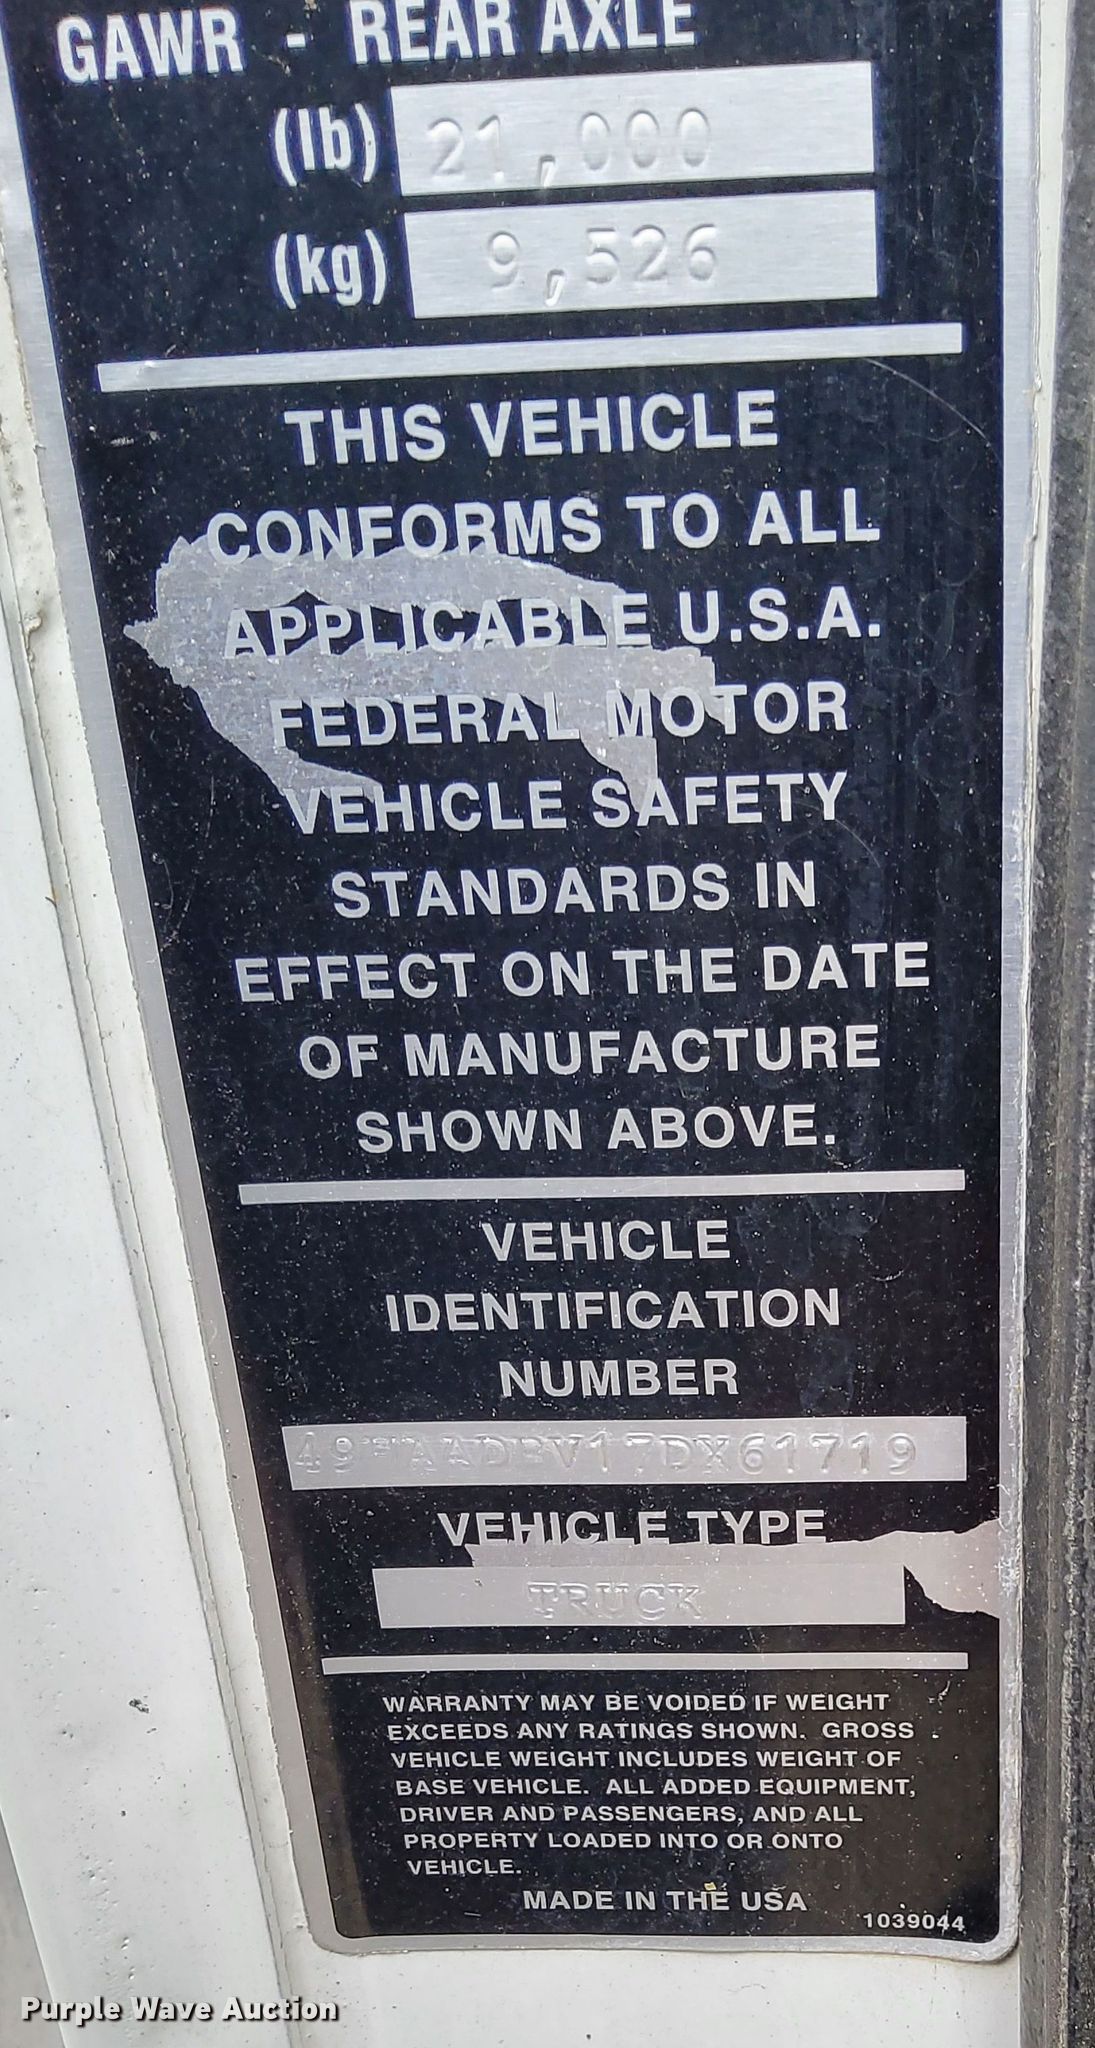 GAWR - REAR AXLE
(lb) 21,000
(kg) 9,526
THIS VEHICLE
CONFORMS TO ALL
APPLICABLE U.S.A.
FEDERAL MOTOR
VEHICLE SAFETY
STANDARDS IN
EFFECT ON THE DATE
OF MANUFACTURE
SHOWN ABOVE.
VEHICLE
IDENTIFICATION
NUMBER
49HAADBV17DX61719
VEHICLE TYPE
TRUCK
WARRANTY MAY BE VOIDED IF WEIGHT
EXCEEDS ANY RATINGS SHOWN. GROSS
VEHICLE WEIGHT INCLUDES WEIGHT OF
BASE VEHICLE. ALL ADDED EQUIPMENT,
DRIVER AND PASSENGERS, AND ALL
PROPERTY LOADED INTO OR ONTO
VEHICLE.
MADE IN THE USA
1039044
Purple Wave Auction